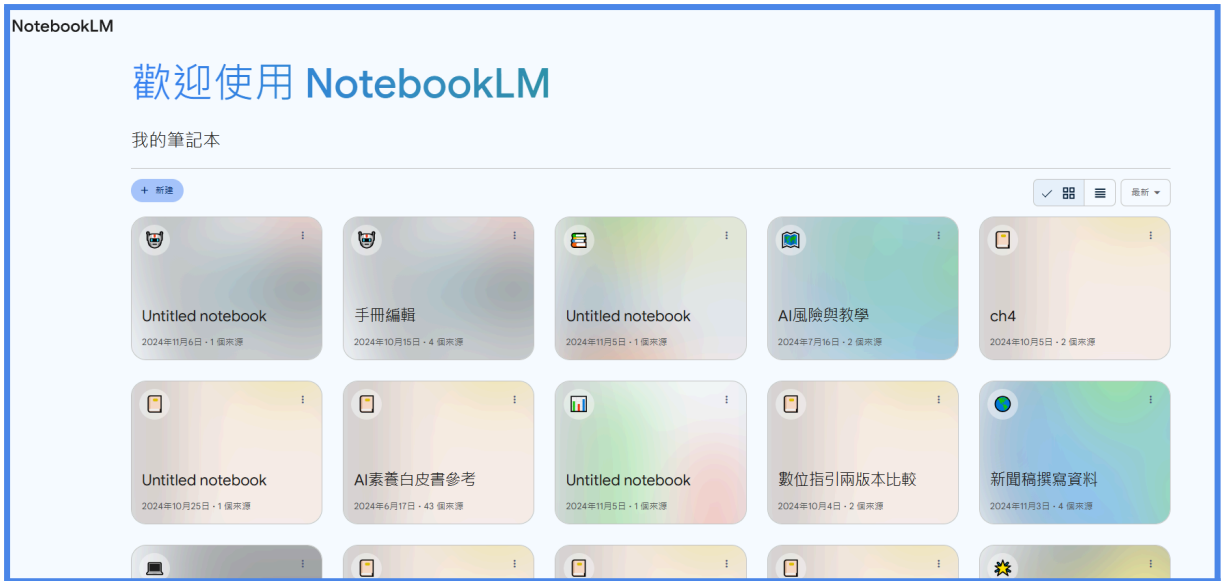 NotebookLM
歡迎使用 NotebookLM
我的筆記本
+ 新建
最新
Untitled notebook
2024年11月6日·1 個來源
手冊編輯
2024年10月15日·4 個來源
Untitled notebook
2024年11月5日·1 個來源
AI風險與教學
2024年7月16日·2 個來源
ch4
2024年10月5日·2 個來源
Untitled notebook
2024年10月25日·1 個來源
AI素養白皮書參考
2024年6月17日·43 個來源
Untitled notebook
2024年11月5日·1 個來源
數位指引兩版本比較
2024年10月4日·2 個來源
新聞稿撰寫資料
2024年11月3日·4 個來源